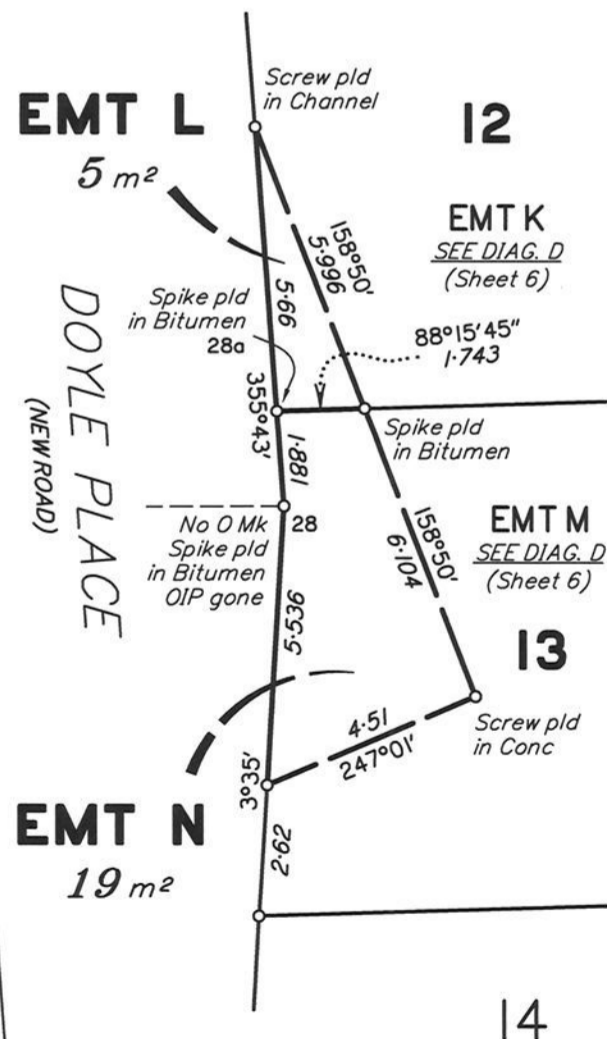 Screw pld
in Channel
EMT L
5 m²
12
EMT K
SEE DIAG. D
(Sheet 6)
158°50'
5·996
5·66
Spike pld
in Bitumen
28a
88°15'45"
1·743
DOYLE PLACE
(NEW ROAD)
355°43'
1·881
Spike pld
in Bitumen
No O Mk
Spike pld
in Bitumen
OIP gone
28
EMT M
SEE DIAG. D
(Sheet 6)
158°50'
6·104
5·536
13
Screw pld
in Conc
4·51
247°01'
3°35'
EMT N
19 m²
2·62
14